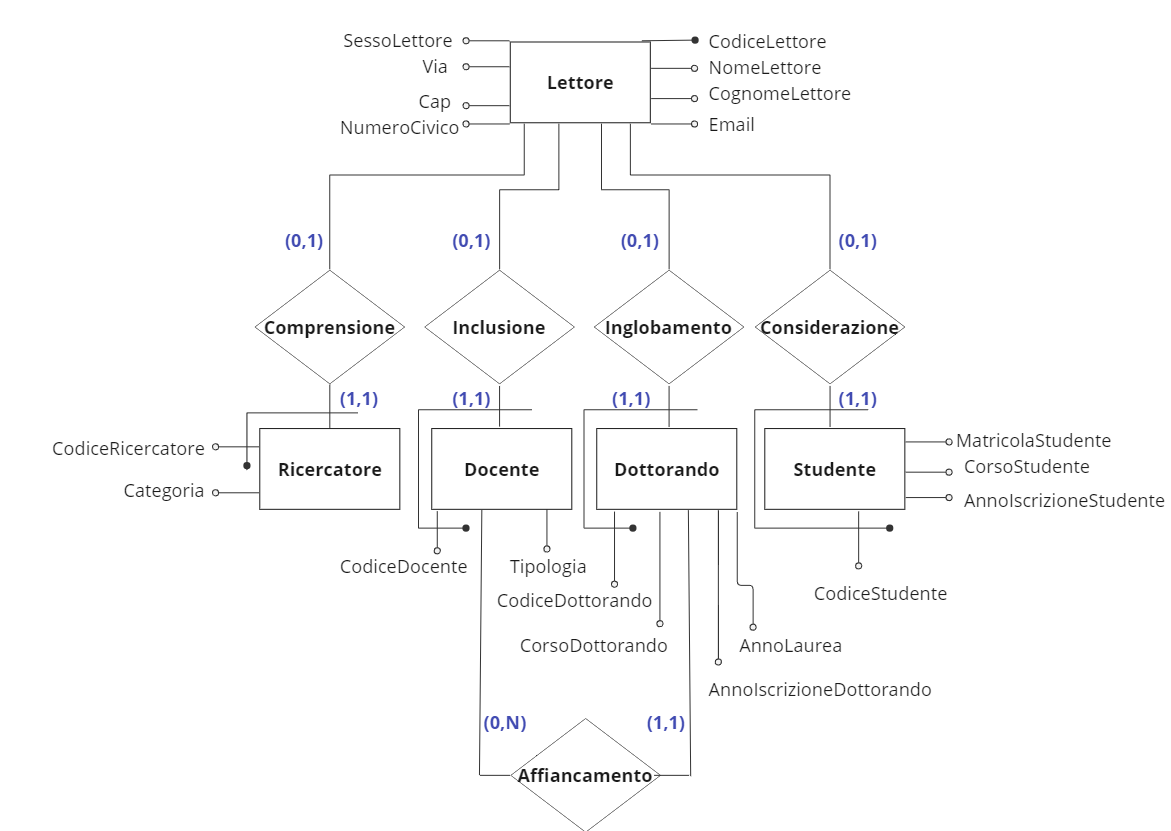 SessoLettore
CodiceLettore
Via
NomeLettore
Lettore
Cap
CognomeLettore
NumeroCivico
Email
(0,1)
(0,1)
(0,1)
(0,1)
Comprensione
Inclusione
Inglobamento
Considerazione
(1,1)
(1,1)
(1,1)
(1,1)
CodiceRicercatore
Ricercatore
Categoria
Docente
Dottorando
Studente
MatricolaStudente
CorsoStudente
AnnoIscrizioneStudente
CodiceDocente
Tipologia
CodiceDottorando
CodiceStudente
CorsoDottorando
AnnoLaurea
AnnoIscrizioneDottorando
(0,N)
(1,1)
Affiancamento